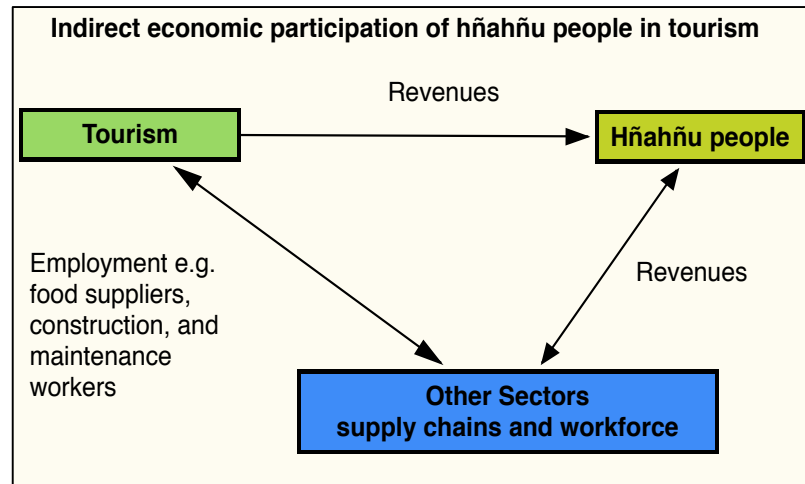 Indirect economic participation of hñahñu people in tourism
Revenues
Tourism
Hñahñu people
Employment e.g.
food suppliers,
construction, and
maintenance
workers
Revenues
Other Sectors
supply chains and workforce